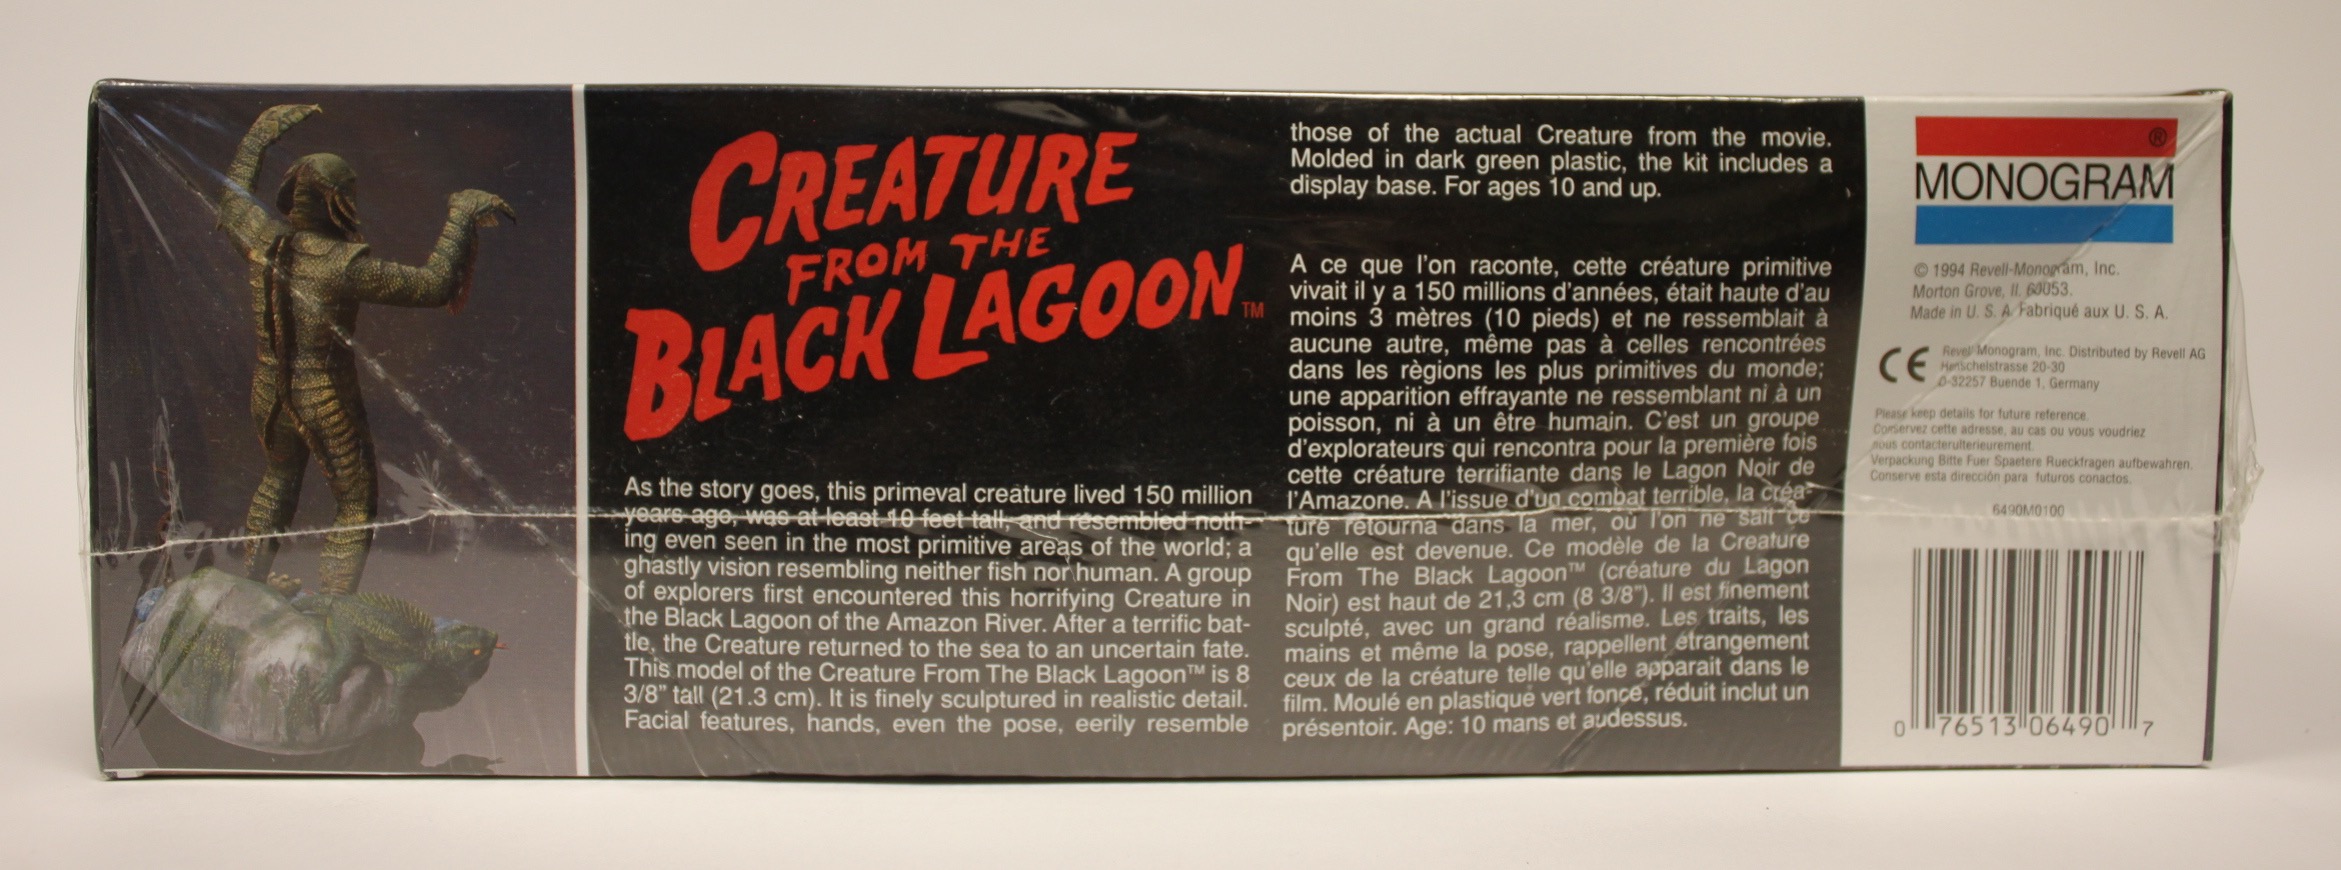 CREATURE
FROM THE
BLACK LAGOON™
As the story goes, this primeval creature lived 150 million
years ago, was at least 10 feet tall, and resembled noth-
ing even seen in the most primitive areas of the world; a
ghastly vision resembling neither fish nor human. A group
of explorers first encountered this horrifying Creature in
the Black Lagoon of the Amazon River. After a terrific bat-
tle, the Creature returned to the sea to an uncertain fate.
This model of the Creature From The Black Lagoon™ is 8
3/8" tall (21.3 cm). It is finely sculptured in realistic detail.
Facial features, hands, even the pose, eerily resemble
those of the actual Creature from the movie.
Molded in dark green plastic, the kit includes a
display base. For ages 10 and up.
A ce que l'on raconte, cette créature primitive
vivait il y a 150 millions d'années, était haute d'au
moins 3 mètres (10 pieds) et ne ressemblait à
aucune autre, même pas à celles rencontrées
dans les règions les plus primitives du monde;
une apparition effrayante ne ressemblant ni à un
poisson, ni à un être humain. C'est un groupe
d'explorateurs qui rencontra pour la première fois
cette créature terrifiante dans le Lagon Noir de
l'Amazone. A l'issue d'un combat terrible, la créa-
ture retourna dans la mer, où l'on ne sait ce
qu'elle est devenue. Ce modèle de la Creature
From The Black Lagoon™ (créature du Lagon
Noir) est haut de 21,3 cm (8 3/8"). Il est finement
sculpté, avec un grand réalisme. Les traits, les
mains et même la pose, rappellent étrangement
ceux de la créature telle qu'elle apparait dans le
film. Moulé en plastique vert foncé, réduit inclut un
présentoir. Age: 10 mans et audessus.
®
MONOGRAM
© 1994 Revell-Monogram, Inc.
Morton Grove, Il. 60053.
Made in U. S. A. Fabriqué aux U. S. A.
CE
Revell Monogram, Inc. Distributed by Revell AG
Henschelstrasse 20-30
D-32257 Buende 1, Germany
Please keep details for future reference.
Conservez cette adresse, au cas ou vous voudriez
nous contacterulterieurement.
Verpackung Bitte Fuer Spaetere Rueckfragen aufbewahren.
Conserve esta dirección para futuros conactos.
6490M0100
0 76513 06490 7